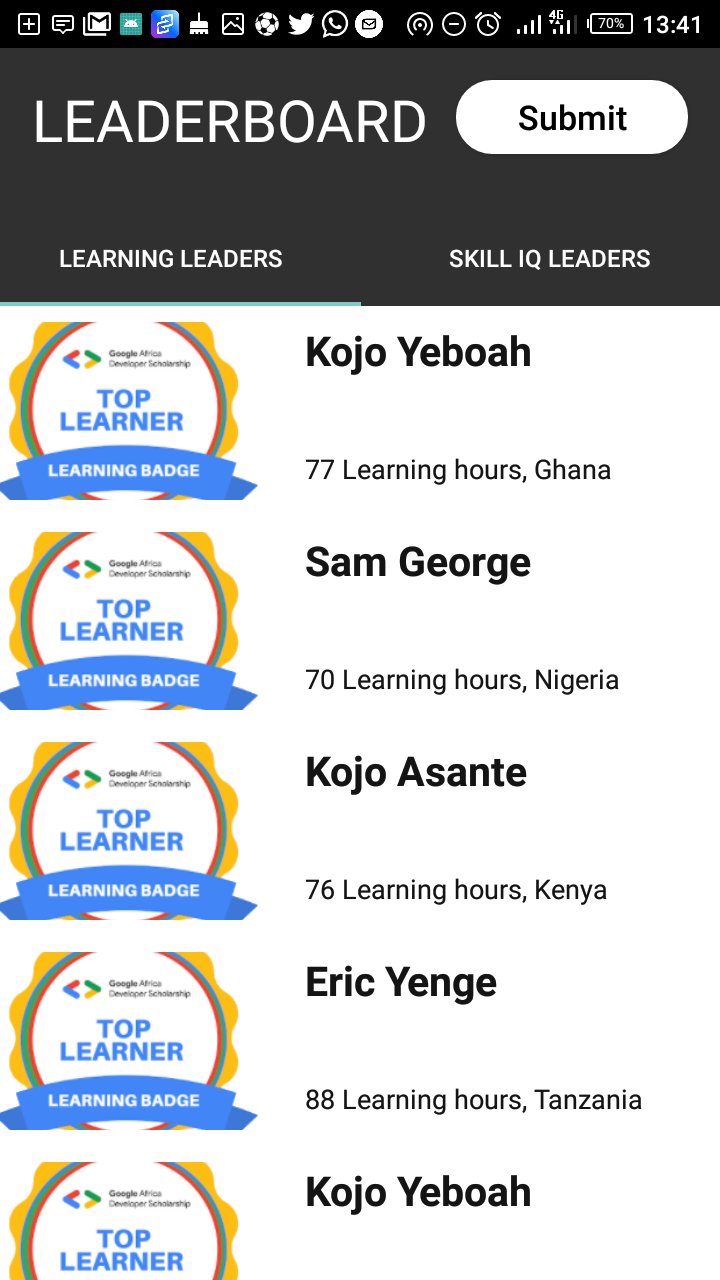 4G
70%
13:41
LEADERBOARD
Submit
LEARNING LEADERS
SKILL IQ LEADERS
Google Africa
Developer Scholarship
TOP
LEARNER
LEARNING BADGE
Kojo Yeboah
77 Learning hours, Ghana
Google Africa
Developer Scholarship
TOP
LEARNER
LEARNING BADGE
Sam George
70 Learning hours, Nigeria
Google Africa
Developer Scholarship
TOP
LEARNER
LEARNING BADGE
Kojo Asante
76 Learning hours, Kenya
Google Africa
Developer Scholarship
TOP
LEARNER
LEARNING BADGE
Eric Yenge
88 Learning hours, Tanzania
Google Africa
Developer Scholarship
TOP
LEARNER
Kojo Yeboah